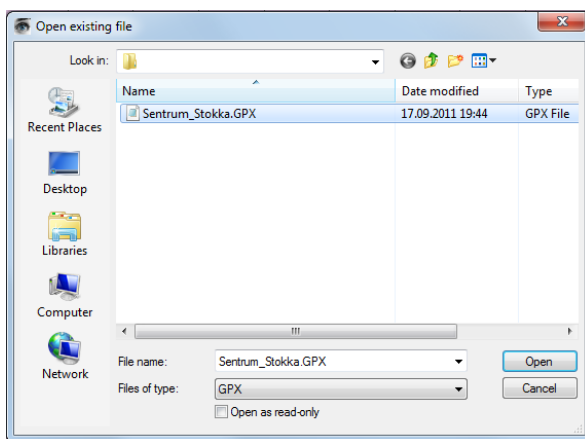 Open existing file
Look in:
Name Date modified Type
Sentrum_Stokka.GPX 17.09.2011 19:44 GPX File
Recent Places
Desktop
Libraries
Computer
Network
File name: Sentrum_Stokka.GPX Open
Files of type: GPX Cancel
Open as read-only